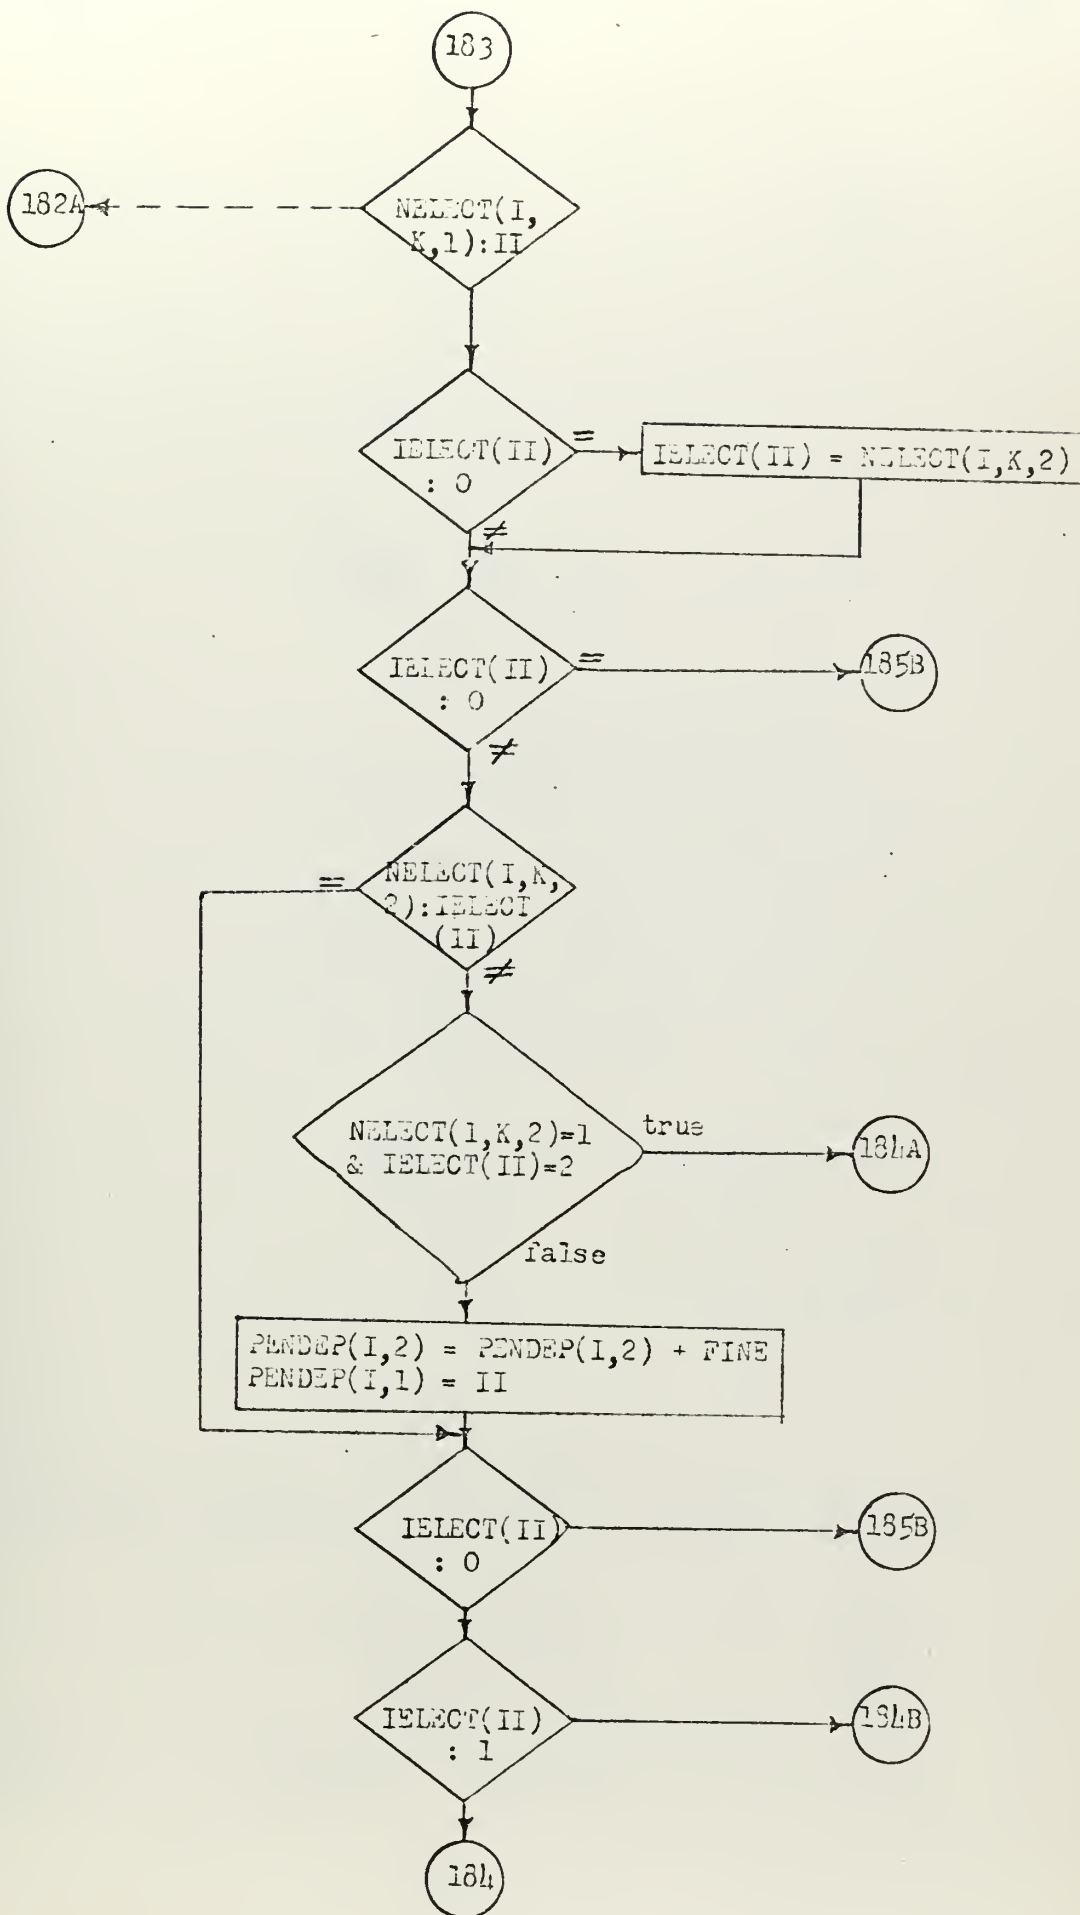 183
182A
NELECT(I,
K,1):II
IELECT(II)
: 0
=
IELECT(II) = NELECT(I,K,2)
≠
IELECT(II)
: 0
=
185B
≠
=
NELECT(I,K,
2):IELECT
(II)
≠
NELECT(1,K,2)=1
& IELECT(II)=2
true
184A
false
PENDEP(I,2) = PENDEP(I,2) + FINE
PENDEP(I,1) = II
IELECT(II)
: 0
185B
IELECT(II)
: 1
184B
184